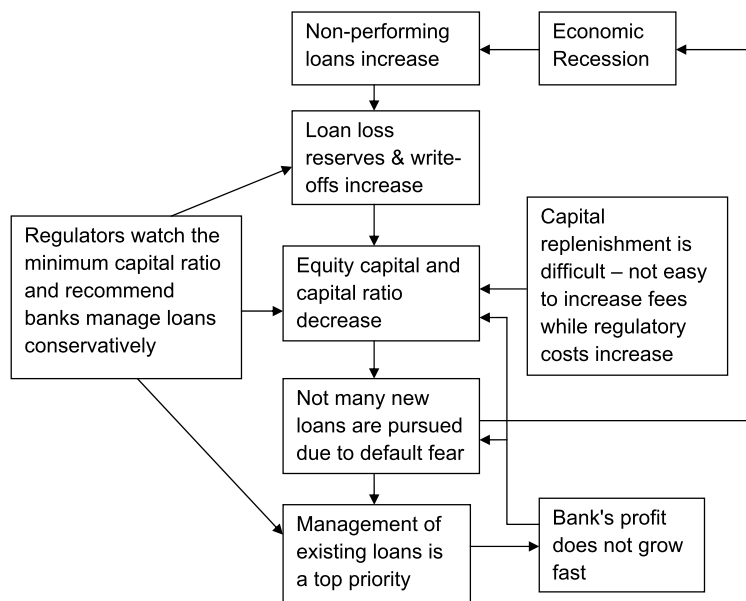 Non-performing
loans increase
Economic
Recession
Loan loss
reserves & write-
offs increase
Regulators watch the
minimum capital ratio
and recommend
banks manage loans
conservatively
Equity capital and
capital ratio
decrease
Capital
replenishment is
difficult – not easy
to increase fees
while regulatory
costs increase
Not many new
loans are pursued
due to default fear
Management of
existing loans is
a top priority
Bank's profit
does not grow
fast